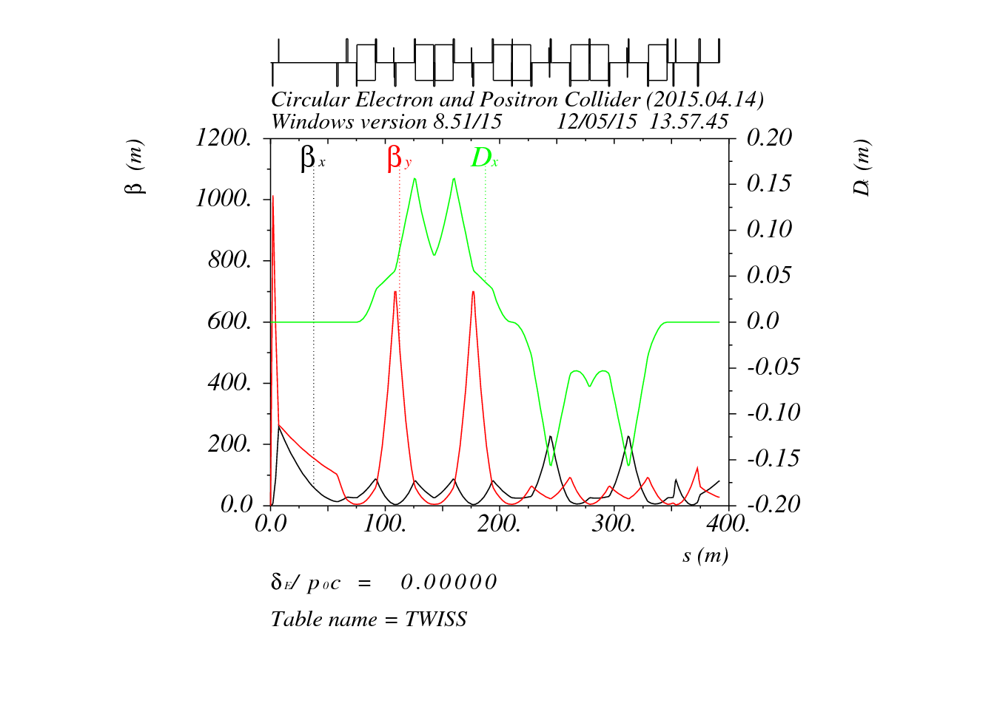 Circular Electron and Positron Collider (2015.04.14)
Windows version 8.51/15 12/05/15 13.57.45
β (m)
1200.
1000.
800.
600.
400.
200.
0.0
βx βy Dx
0.20
0.15
0.10
0.05
0.0
-0.05
-0.10
-0.15
-0.20
Dx (m)
0.0 100. 200. 300. 400.
s (m)
δE/ p0c = 0.00000
Table name = TWISS